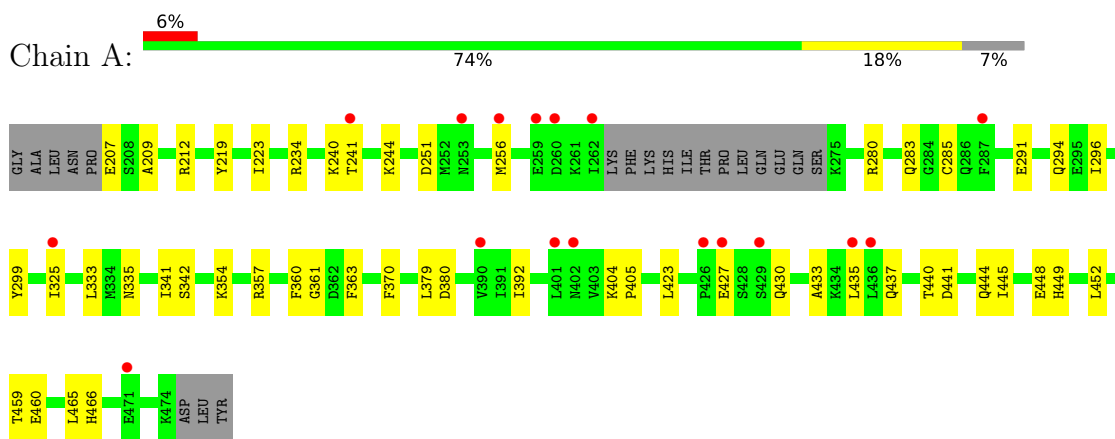 6%
Chain A:
74% 18% 7%
GLY ALA LEU ASN PRO E207 S208 A209 R212 Y219 I223 R234 K240 T241 K244 D251 M252 N253 M256 E259 D260 K261 I262 LYS PHE LYS HIS ILE THR PRO LEU GLN GLU GLN SER K275 R280 Q283 G284 C285 Q286 F287 E291 Q294 E295 I296
Y299 I325 L333 M334 N335 I341 S342 K354 R357 F360 G361 D362 F363 F370 L379 D380 V390 I391 I392 L401 N402 V403 K404 P405 L423 P426 E427 S428 S429 Q430 A433 K434 L435 L436 Q437 T440 D441 Q444 I445 E448 H449 L452
T459 E460 L465 H466 E471 K474 ASP LEU TYR